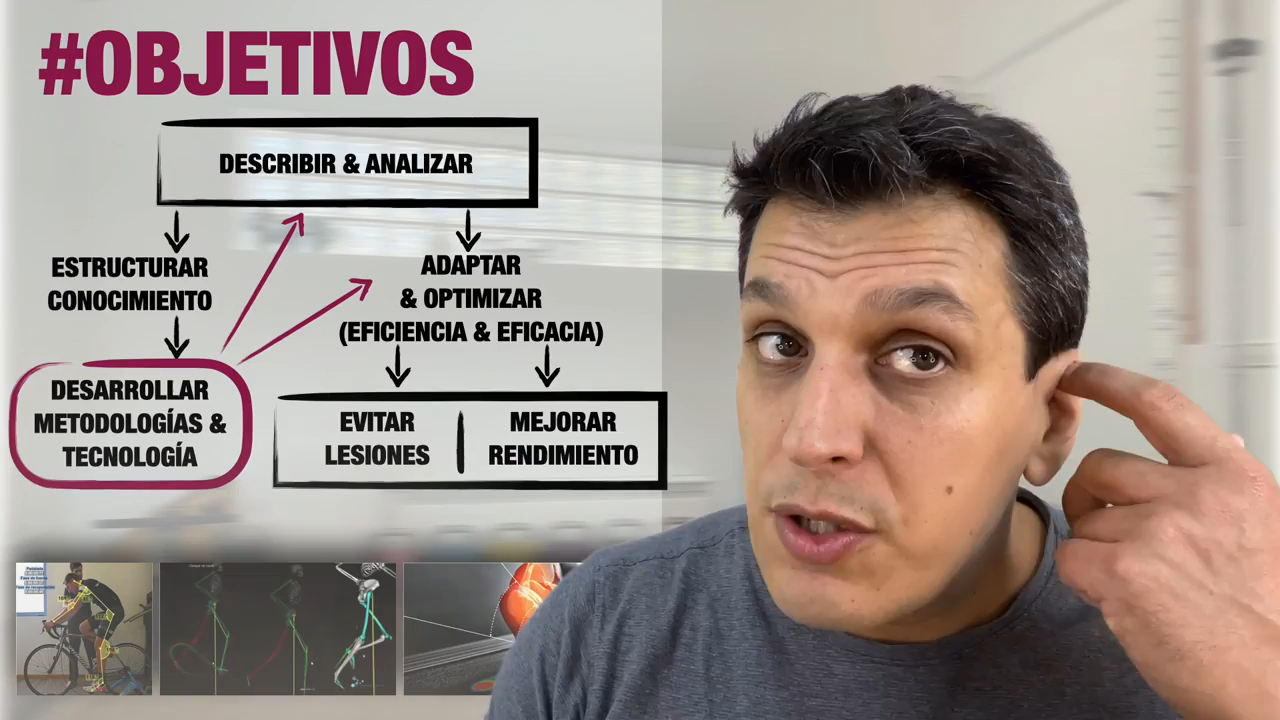 #OBJETIVOS
DESCRIBIR & ANALIZAR
ESTRUCTURAR
CONOCIMIENTO
ADAPTAR
& OPTIMIZAR
(EFICIENCIA & EFICACIA)
DESARROLLAR
METODOLOGÍAS &
TECNOLOGÍA
EVITAR
LESIONES
MEJORAR
RENDIMIENTO